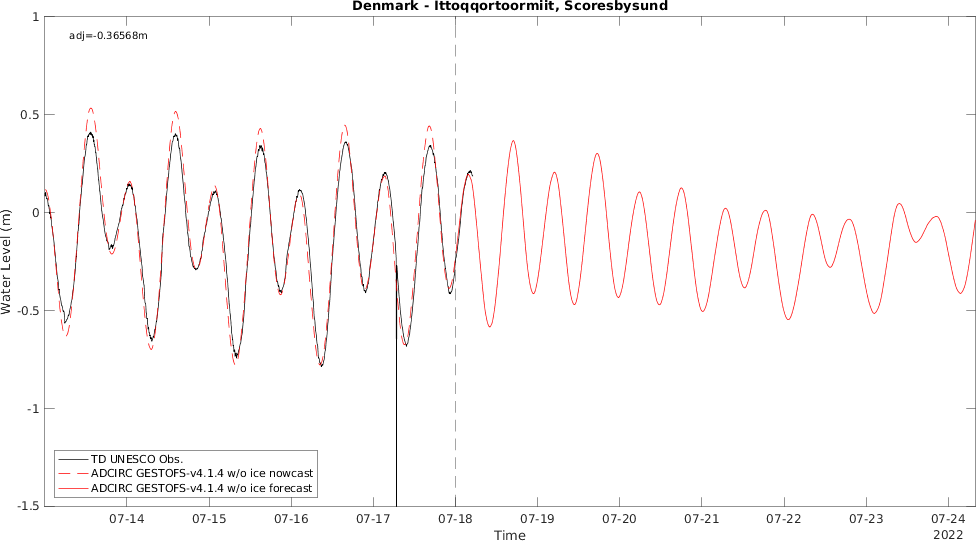 Denmark - Ittoqqortoormiit, Scoresbysund
adj=-0.36568m
Water Level (m)
1
0.5
0
-0.5
-1
-1.5
TD UNESCO Obs.
ADCIRC GESTOFS-v4.1.4 w/o ice nowcast
ADCIRC GESTOFS-v4.1.4 w/o ice forecast
07-14 07-15 07-16 07-17 07-18 07-19 07-20 07-21 07-22 07-23 07-24
Time
2022